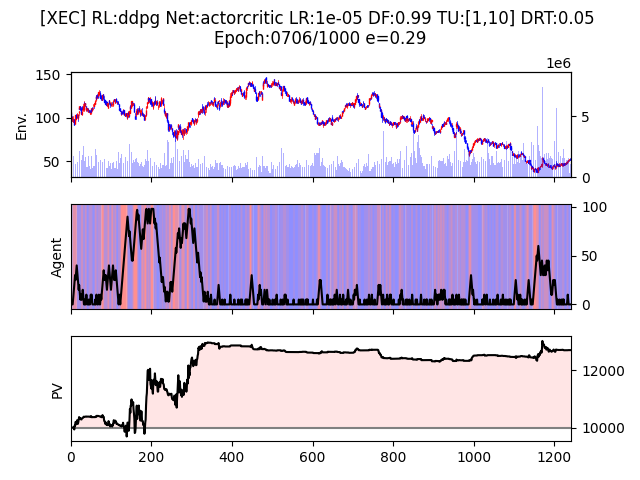 [XEC] RL:ddpg Net:actorcritic LR:1e-05 DF:0.99 TU:[1,10] DRT:0.05
Epoch:0706/1000 e=0.29
1e6
150
100
50
Env.
5
0
Agent
100
50
0
PV
12000
10000
0
200
400
600
800
1000
1200